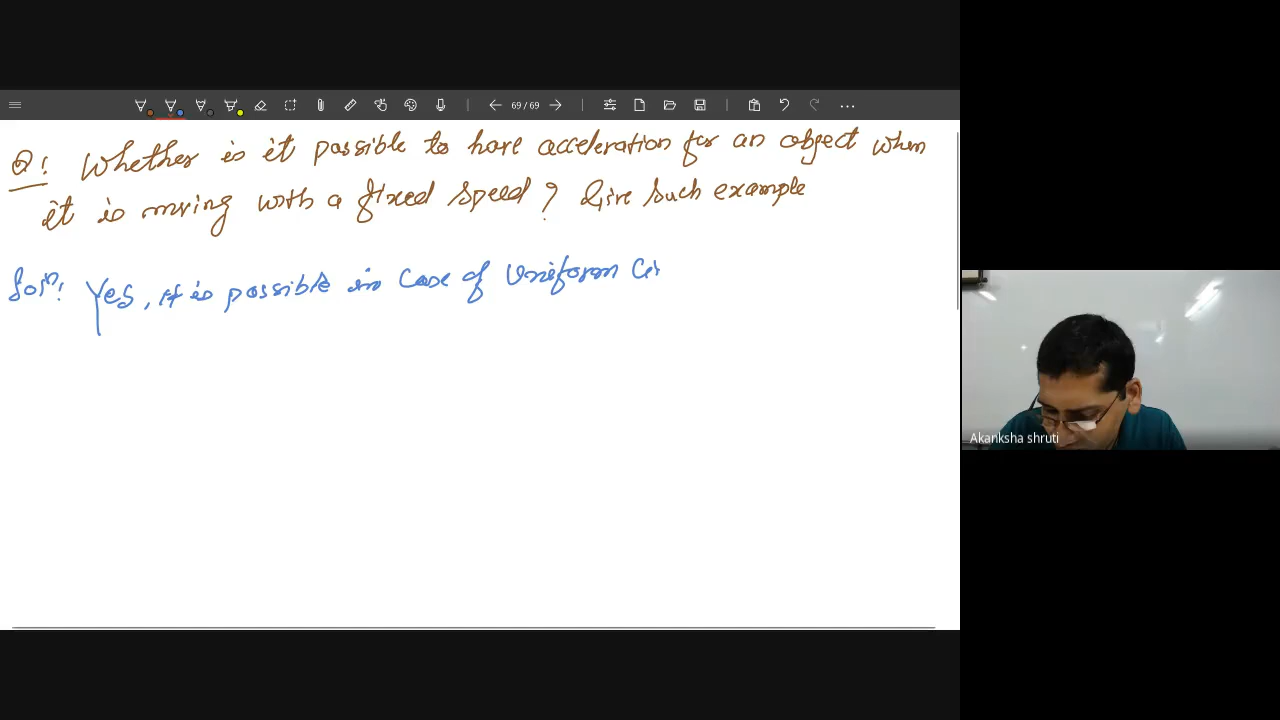 69/69
Q! Whether is it possible to have acceleration for an object when
it is moving with a fixed speed? Give such example
Soln! Yes, it is possible in case of Uniform Ci
Akanksha shruti